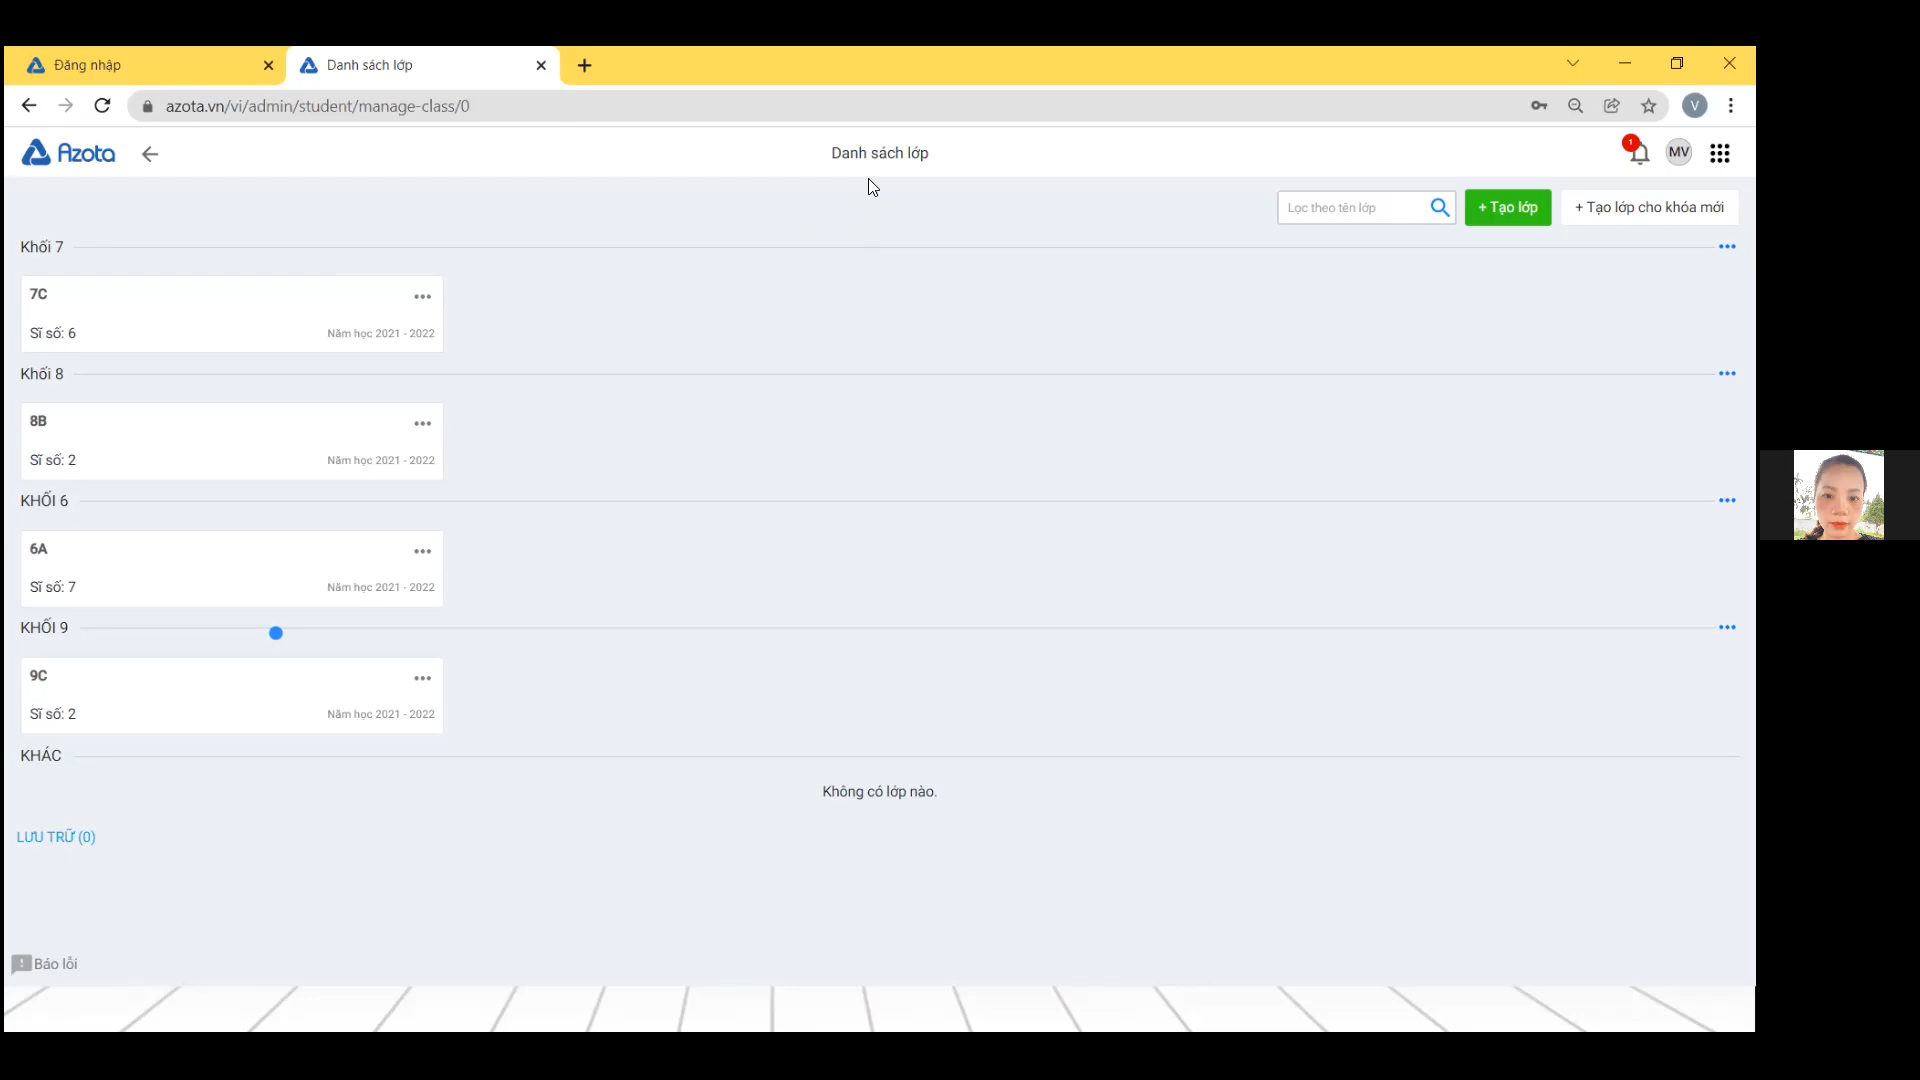 Đăng nhập
Danh sách lớp
azota.vn/vi/admin/student/manage-class/0
V
Azota
Danh sách lớp
1
MV
Lọc theo tên lớp
+ Tạo lớp
+ Tạo lớp cho khóa mới
Khối 7
7C
Sĩ số: 6
Năm học 2021 - 2022
Khối 8
8B
Sĩ số: 2
Năm học 2021 - 2022
KHỐI 6
6A
Sĩ số: 7
Năm học 2021 - 2022
KHỐI 9
9C
Sĩ số: 2
Năm học 2021 - 2022
KHÁC
Không có lớp nào.
LƯU TRỮ (0)
Báo lỗi